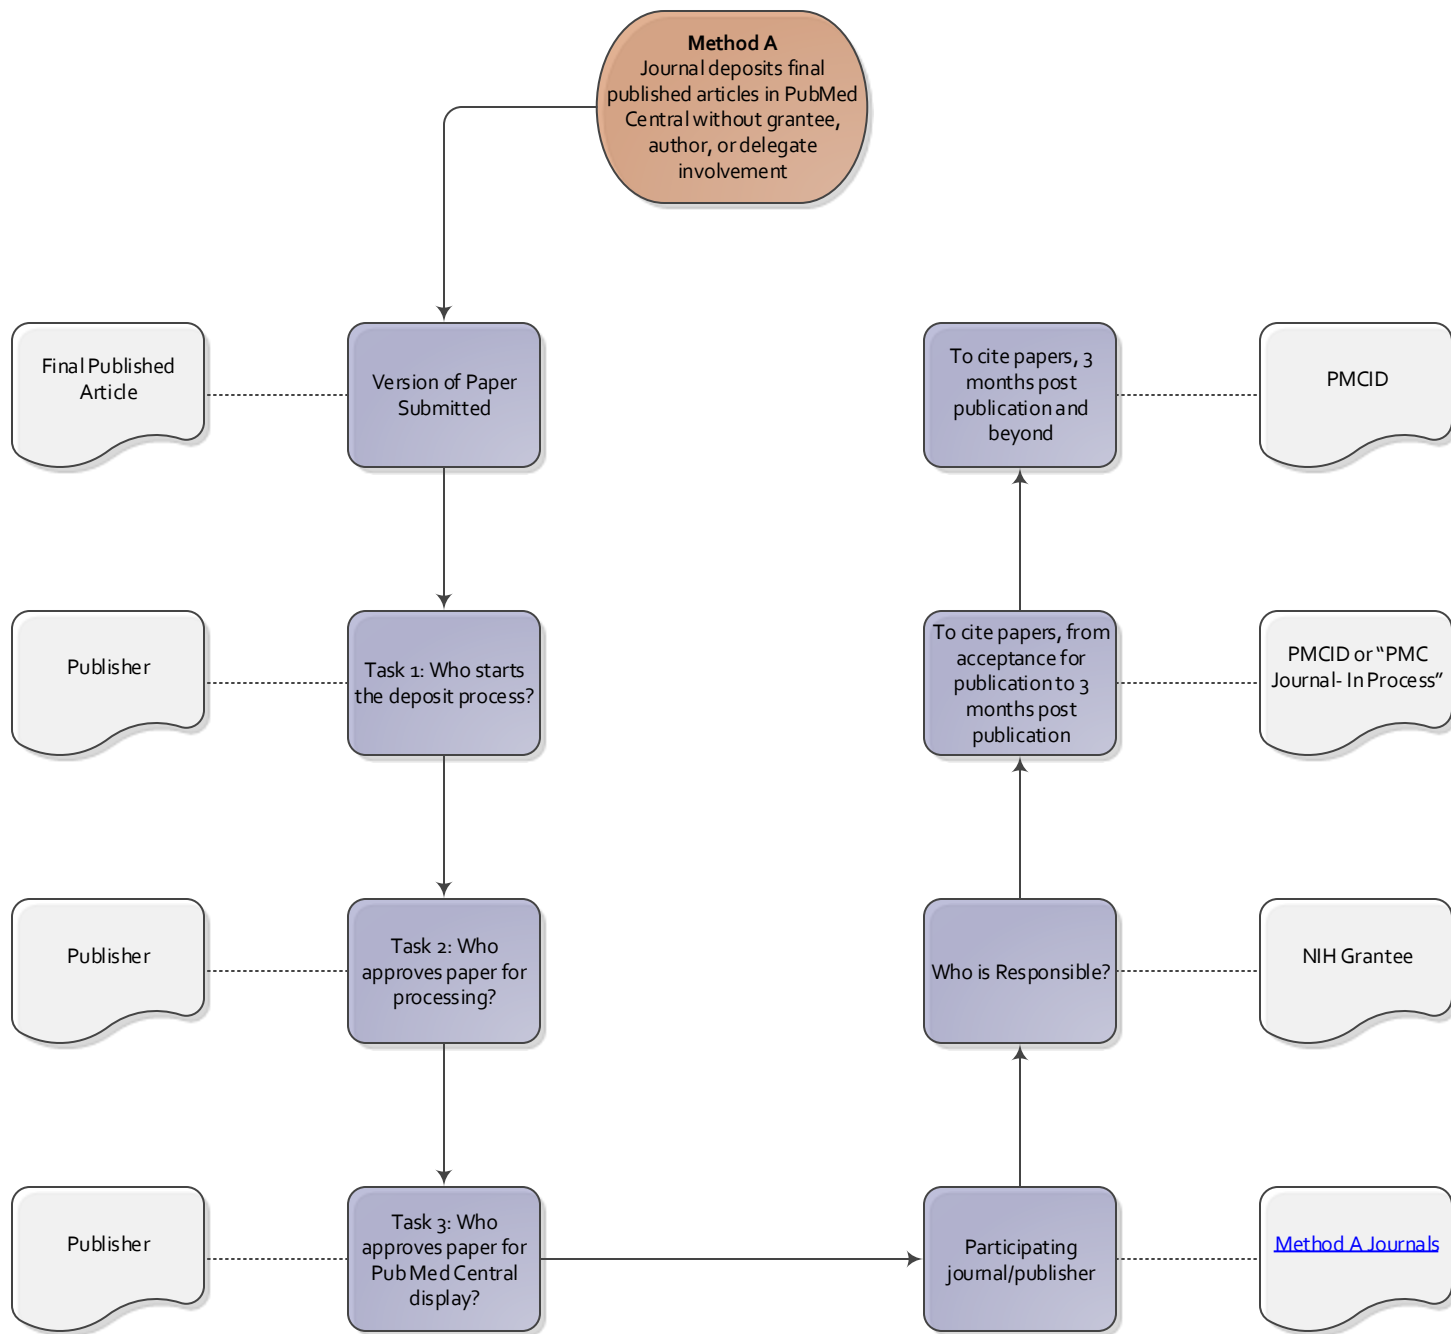 Method A
Journal deposits final
published articles in PubMed
Central without grantee,
author, or delegate
involvement
Final Published
Article
Version of Paper
Submitted
Publisher
Task 1: Who starts
the deposit process?
Publisher
Task 2: Who
approves paper for
processing?
Publisher
Task 3: Who
approves paper for
PubMed Central
display?
Participating
journal/publisher
Method A Journals
Who is Responsible?
NIH Grantee
To cite papers, from
acceptance for
publication to 3
months post
publication
PMCID or “PMC
Journal- In Process”
To cite papers, 3
months post
publication and
beyond
PMCID